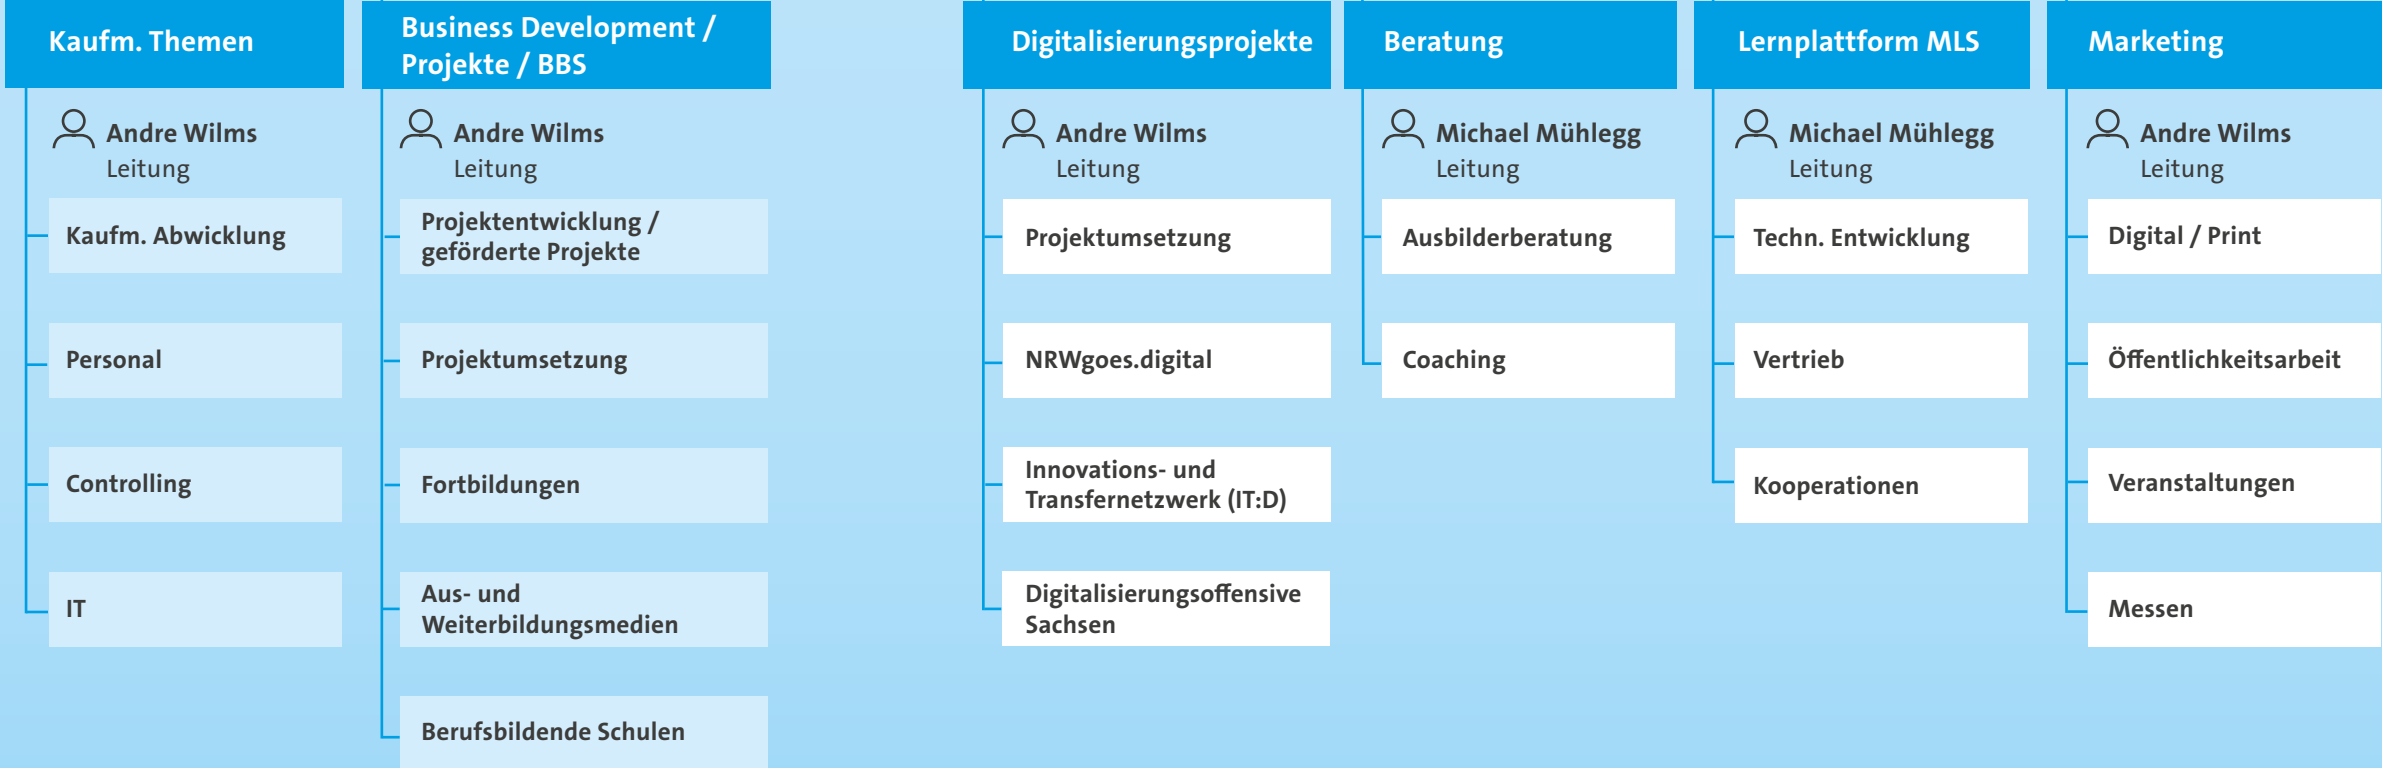 Kaufm. Themen
Andre Wilms
Leitung
Kaufm. Abwicklung
Personal
Controlling
IT
Business Development /
Projekte / BBS
Andre Wilms
Leitung
Projektentwicklung /
geförderte Projekte
Projektumsetzung
Fortbildungen
Aus- und
Weiterbildungsmedien
Berufsbildende Schulen
Digitalisierungsprojekte
Andre Wilms
Leitung
Projektumsetzung
NRWgoes.digital
Innovations- und
Transfernetzwerk (IT:D)
Digitalisierungsoffensive
Sachsen
Beratung
Michael Mühlegg
Leitung
Ausbilderberatung
Coaching
Lernplattform MLS
Michael Mühlegg
Leitung
Techn. Entwicklung
Vertrieb
Kooperationen
Marketing
Andre Wilms
Leitung
Digital / Print
Öffentlichkeitsarbeit
Veranstaltungen
Messen